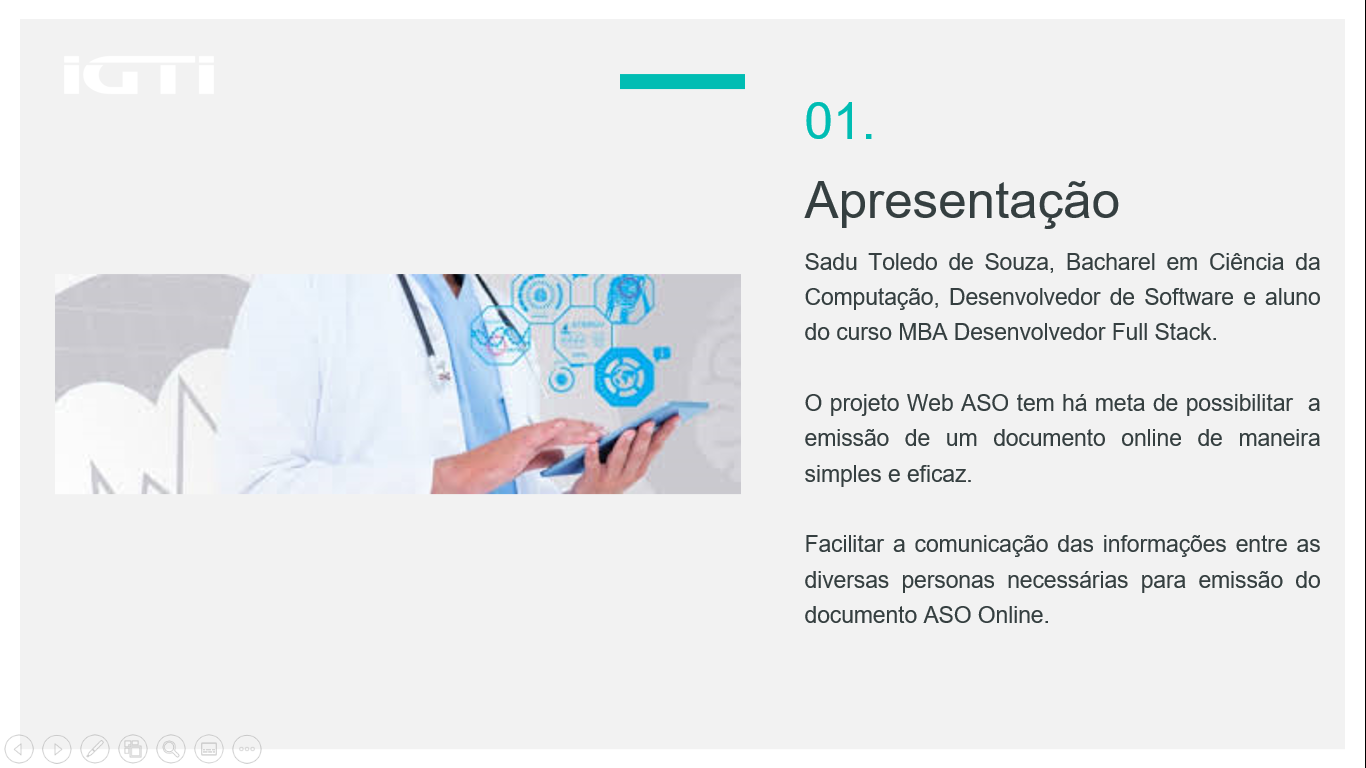 iGTi
01.
Apresentação
Sadu Toledo de Souza, Bacharel em Ciência da
Computação, Desenvolvedor de Software e aluno
do curso MBA Desenvolvedor Full Stack.
O projeto Web ASO tem há meta de possibilitar a
emissão de um documento online de maneira
simples e eficaz.
Facilitar a comunicação das informações entre as
diversas personas necessárias para emissão do
documento ASO Online.